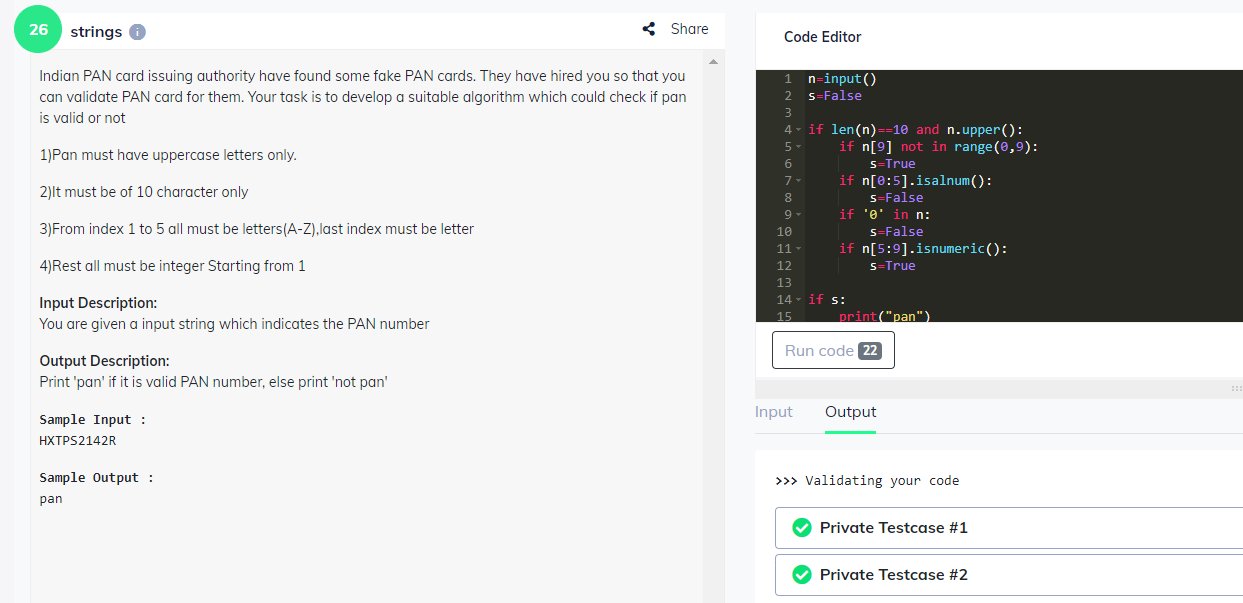 26
strings i
Share
Indian PAN card issuing authority have found some fake PAN cards. They have hired you so that you
can validate PAN card for them. Your task is to develop a suitable algorithm which could check if pan
is valid or not
1)Pan must have uppercase letters only.
2)It must be of 10 character only
3)From index 1 to 5 all must be letters(A-Z),last index must be letter
4)Rest all must be integer Starting from 1
Input Description:
You are given a input string which indicates the PAN number
Output Description:
Print 'pan' if it is valid PAN number, else print 'not pan'
Sample Input :
HXTPS2142R
Sample Output :
pan
Code Editor
1 n=input()
2 s=False
3
4 if len(n)==10 and n.upper():
5     if n[9] not in range(0,9):
6         s=True
7     if n[0:5].isalnum():
8         s=False
9     if '0' in n:
10         s=False
11     if n[5:9].isnumeric():
12         s=True
13
14 if s:
15     print("pan")
Run code 22
Input Output
>>> Validating your code
Private Testcase #1
Private Testcase #2